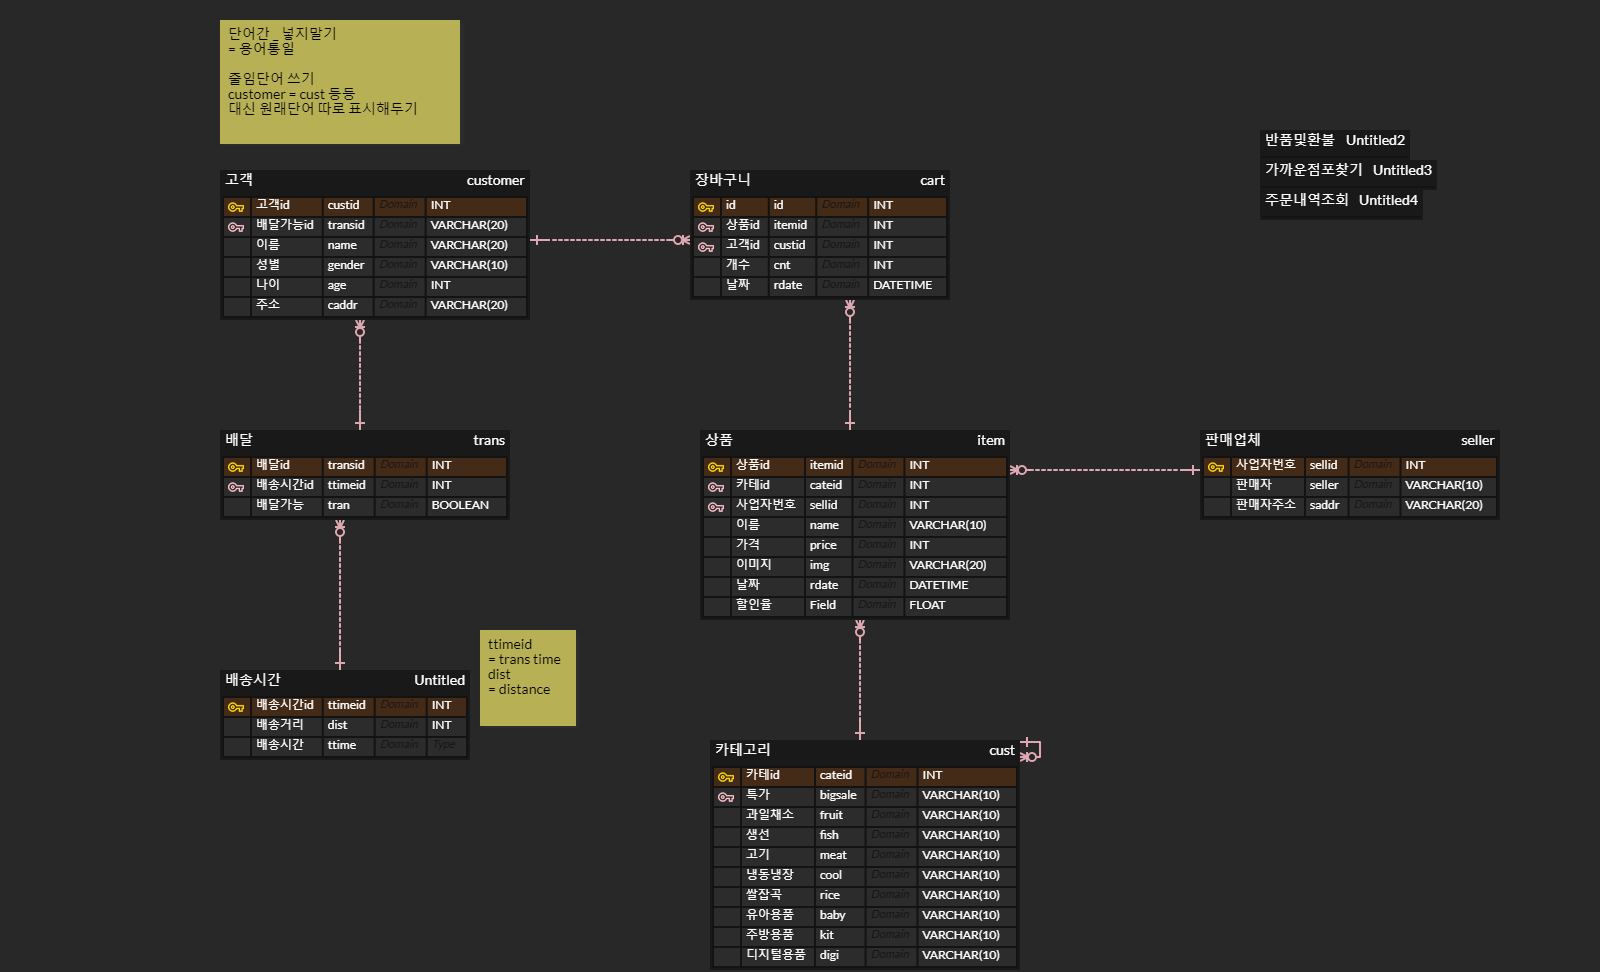 단어간 _ 넣지말기
= 용어통일
줄임단어 쓰기
customer = cust 등등
대신 원래단어 따로 표시해두기
반품및환불 Untitled2
가까운점포찾기 Untitled3
주문내역조회 Untitled4
고객 customer
고객id custid Domain INT
배달가능id transid Domain VARCHAR(20)
이름 name Domain VARCHAR(20)
성별 gender Domain VARCHAR(10)
나이 age Domain INT
주소 caddr Domain VARCHAR(20)
장바구니 cart
id id Domain INT
상품id itemid Domain INT
고객id custid Domain INT
개수 cnt Domain INT
날짜 rdate Domain DATETIME
배달 trans
배달id transid Domain INT
배송시간id ttimeid Domain INT
배달가능 tran Domain BOOLEAN
상품 item
상품id itemid Domain INT
카테id cateid Domain INT
사업자번호 sellid Domain INT
이름 name Domain VARCHAR(10)
가격 price Domain INT
이미지 img Domain VARCHAR(20)
날짜 rdate Domain DATETIME
할인율 Field Domain FLOAT
판매업체 seller
사업자번호 sellid Domain INT
판매자 seller Domain VARCHAR(10)
판매자주소 saddr Domain VARCHAR(20)
배송시간 Untitled
배송시간id ttimeid Domain INT
배송거리 dist Domain INT
배송시간 ttime Domain Type
ttimeid
= trans time
dist
= distance
카테고리 cust
카테id cateid Domain INT
특가 bigsale Domain VARCHAR(10)
과일채소 fruit Domain VARCHAR(10)
생선 fish Domain VARCHAR(10)
고기 meat Domain VARCHAR(10)
냉동냉장 cool Domain VARCHAR(10)
쌀잡곡 rice Domain VARCHAR(10)
유아용품 baby Domain VARCHAR(10)
주방용품 kit Domain VARCHAR(10)
디지털용품 digi Domain VARCHAR(10)